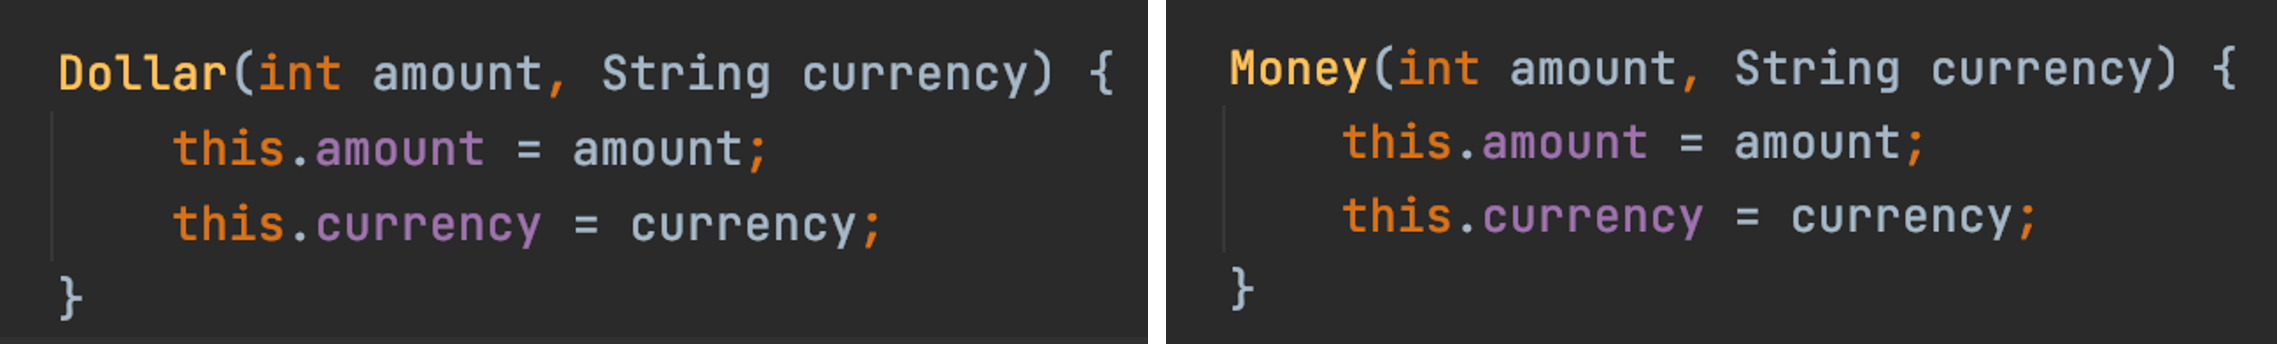 Dollar(int amount, String currency) {
    this.amount = amount;
    this.currency = currency;
}
Money(int amount, String currency) {
    this.amount = amount;
    this.currency = currency;
}